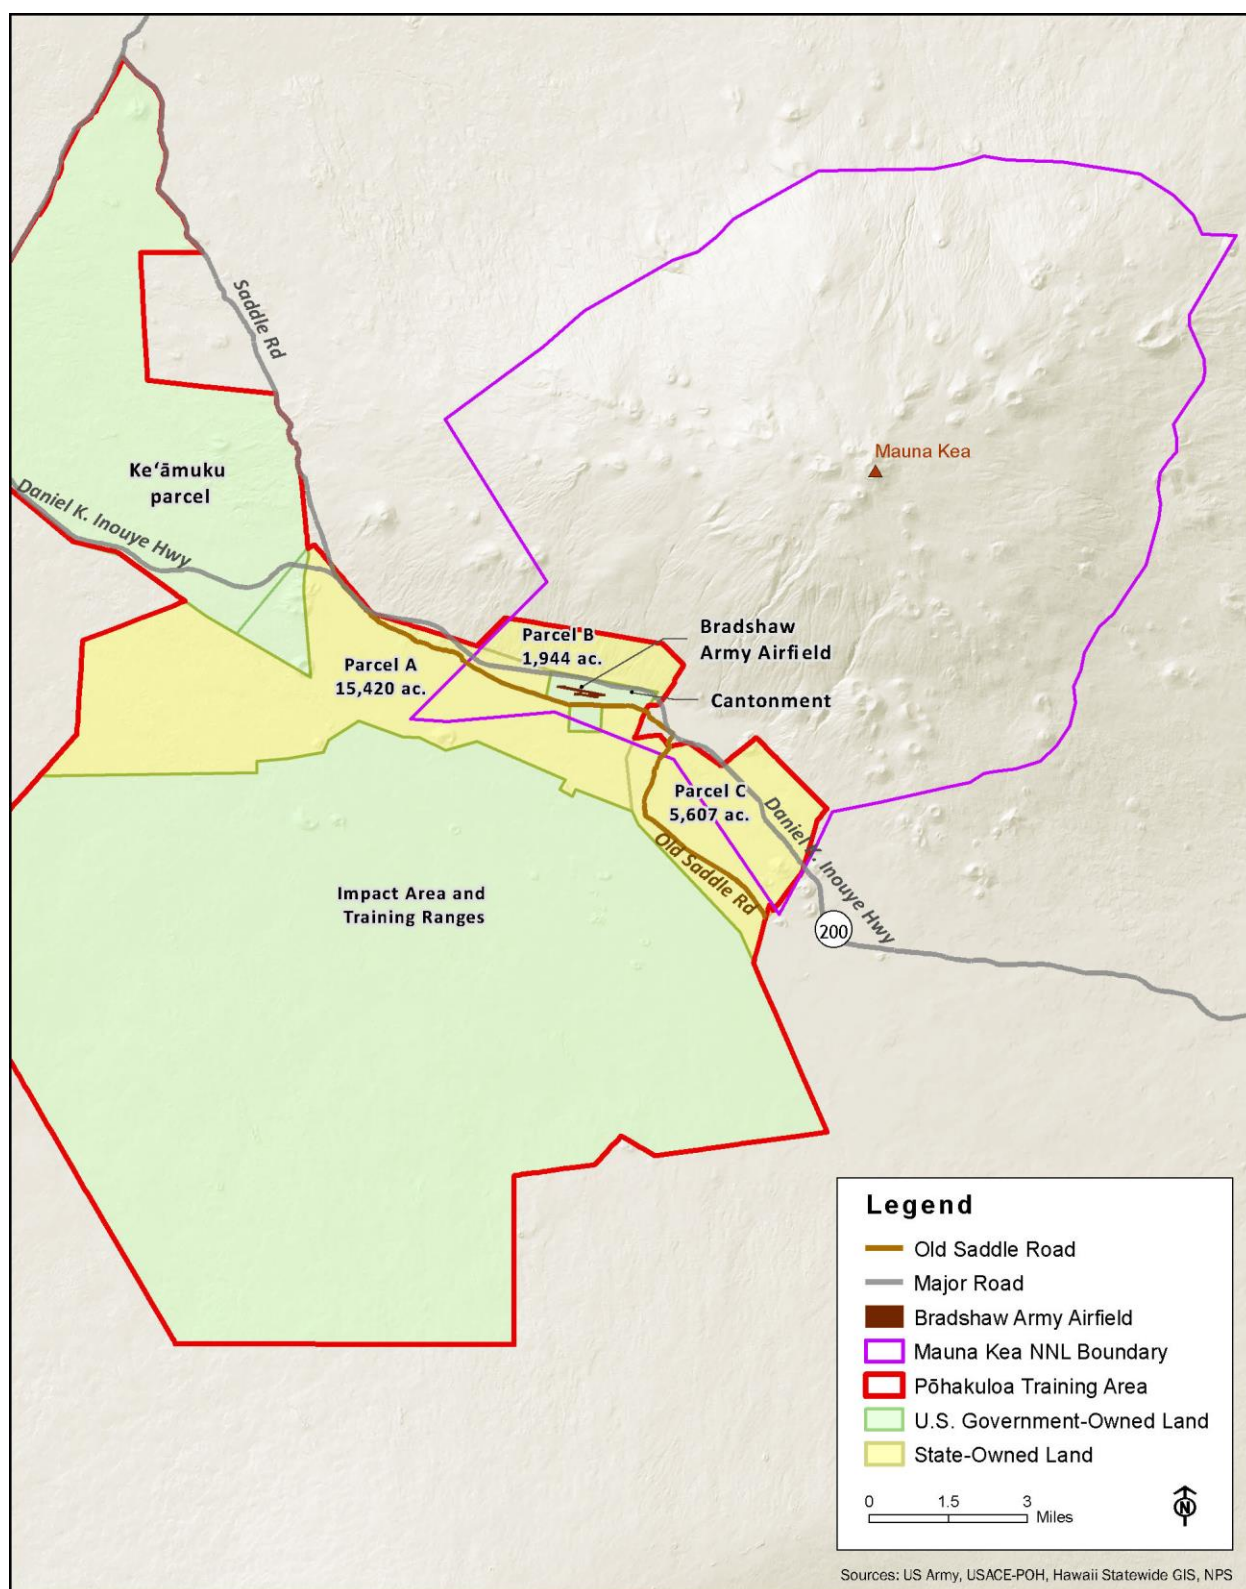 Saddle Rd
Mauna Kea
Keʻāmuku
parcel
Daniel K. Inouye Hwy
Bradshaw
Army Airfield
Parcel B
1,944 ac.
Parcel A
15,420 ac.
Cantonment
Parcel C
5,607 ac.
Daniel K. Inouye Hwy
Old Saddle Rd
Impact Area and
Training Ranges
200
Legend
Old Saddle Road
Major Road
Bradshaw Army Airfield
Mauna Kea NNL Boundary
Pōhakuloa Training Area
U.S. Government-Owned Land
State-Owned Land
0 1.5 3
Miles
N
Sources: US Army, USACE-POH, Hawaii Statewide GIS, NPS